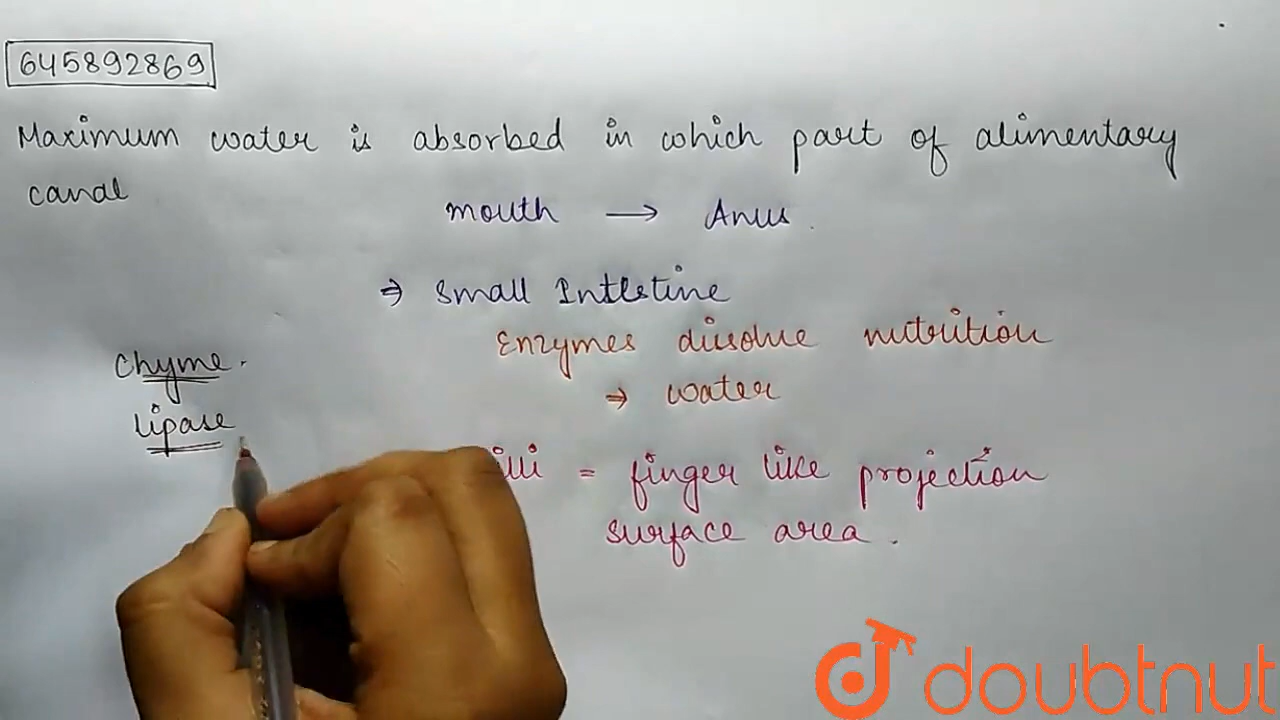 645892869
Maximum water is absorbed in which part of alimentary
canal
mouth → Anus.
⇒ Small Intestine
Enzymes dissolve nutrition
→ water
Chyme.
lipase
= finger like projection
surface area.
doubtnut